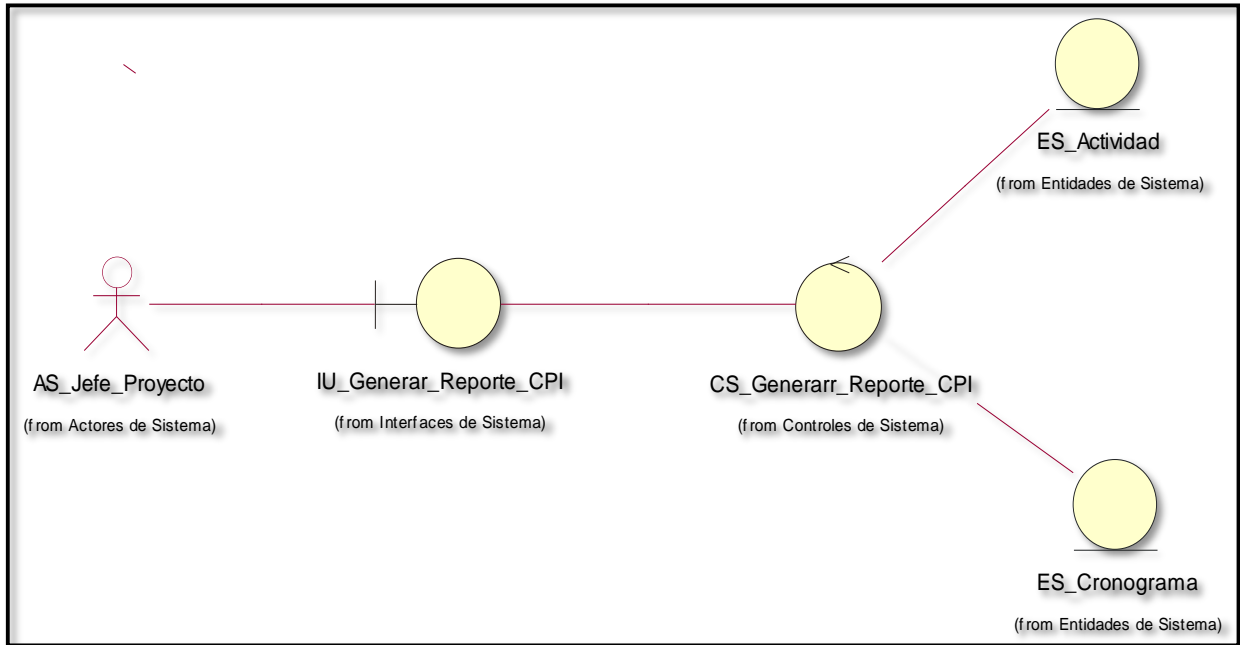 ES_Actividad
(from Entidades de Sistema)
AS_Jefe_Proyecto
(from Actores de Sistema)
IU_Generar_Reporte_CPI
(from Interfaces de Sistema)
CS_Generarr_Reporte_CPI
(from Controles de Sistema)
ES_Cronograma
(from Entidades de Sistema)